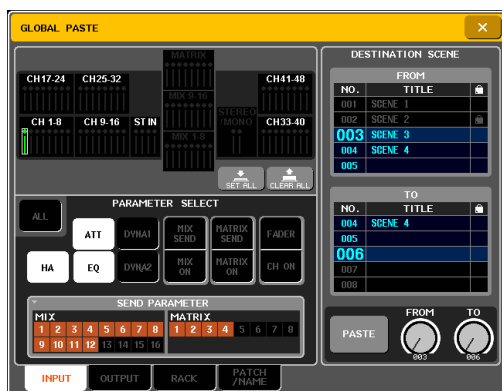 GLOBAL PASTE
MATRIX
CH17-24 CH25-32 CH41-48
MIX 9-16
STEREO
/MONO
CH 1-8 CH 9-16 ST IN CH33-40
MIX 1-8
SET ALL CLEAR ALL
PARAMETER SELECT
ALL
ATT DYNA1 MIX SEND MATRIX SEND FADER
HA EQ DYNA2 MIX ON MATRIX ON CH ON
SEND PARAMETER
MIX MATRIX
1 2 3 4 5 6 7 8 1 2 3 4 5 6 7 8
9 10 11 12 13 14 15 16
INPUT OUTPUT RACK PATCH /NAME
DESTINATION SCENE
FROM
NO. TITLE
001 SCENE 1
002 SCENE 2
003 SCENE 3
004 SCENE 4
005
TO
NO. TITLE
004 SCENE 4
005
006
007
008
PASTE FROM TO
003 006